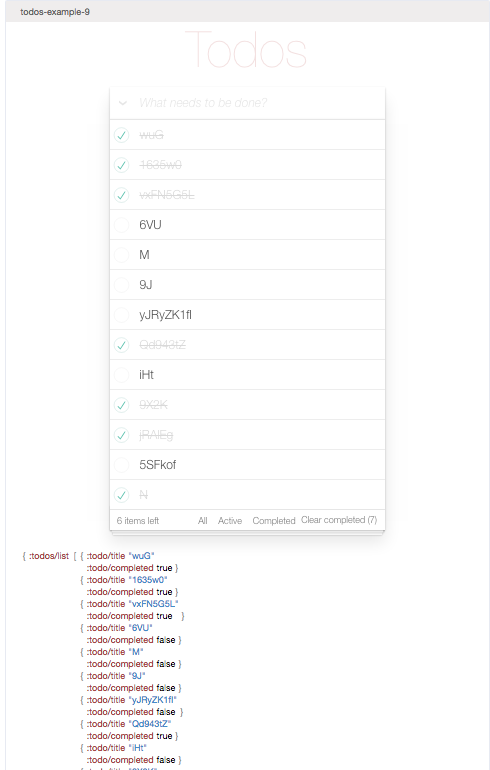 todos-example-9
Todos
What needs to be done?
wuG
1635w0
vxFN5G5L
6VU
M
9J
yJRyZK1fl
Qd943tZ
iHt
9X2K
jRAlEg
5SFkof
N
6 items left All Active Completed Clear completed (7)
{ :todos/list [ { :todo/title "wuG"
:todo/completed true }
{ :todo/title "1635w0"
:todo/completed true }
{ :todo/title "vxFN5G5L"
:todo/completed true }
{ :todo/title "6VU"
:todo/completed false }
{ :todo/title "M"
:todo/completed false }
{ :todo/title "9J"
:todo/completed false }
{ :todo/title "yJRyZK1fl"
:todo/completed false }
{ :todo/title "Qd943tZ"
:todo/completed true }
{ :todo/title "iHt"
:todo/completed false }